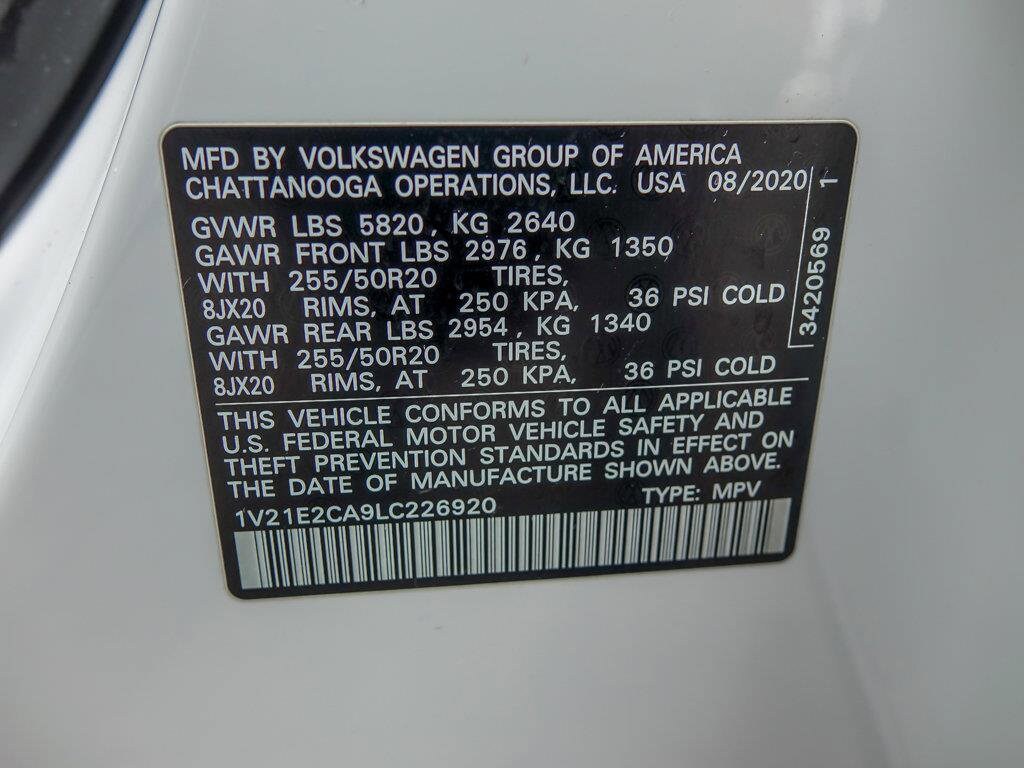 MFD BY VOLKSWAGEN GROUP OF AMERICA
CHATTANOOGA OPERATIONS, LLC. USA 08/2020
GVWR LBS 5820, KG 2640
GAWR FRONT LBS 2976, KG 1350
WITH 255/50R20 TIRES,
8JX20 RIMS, AT 250 KPA, 36 PSI COLD
GAWR REAR LBS 2954, KG 1340
WITH 255/50R20 TIRES,
8JX20 RIMS, AT 250 KPA, 36 PSI COLD
3420569 1
THIS VEHICLE CONFORMS TO ALL APPLICABLE
U.S. FEDERAL MOTOR VEHICLE SAFETY AND
THEFT PREVENTION STANDARDS IN EFFECT ON
THE DATE OF MANUFACTURE SHOWN ABOVE.
1V21E2CA9LC226920 TYPE: MPV